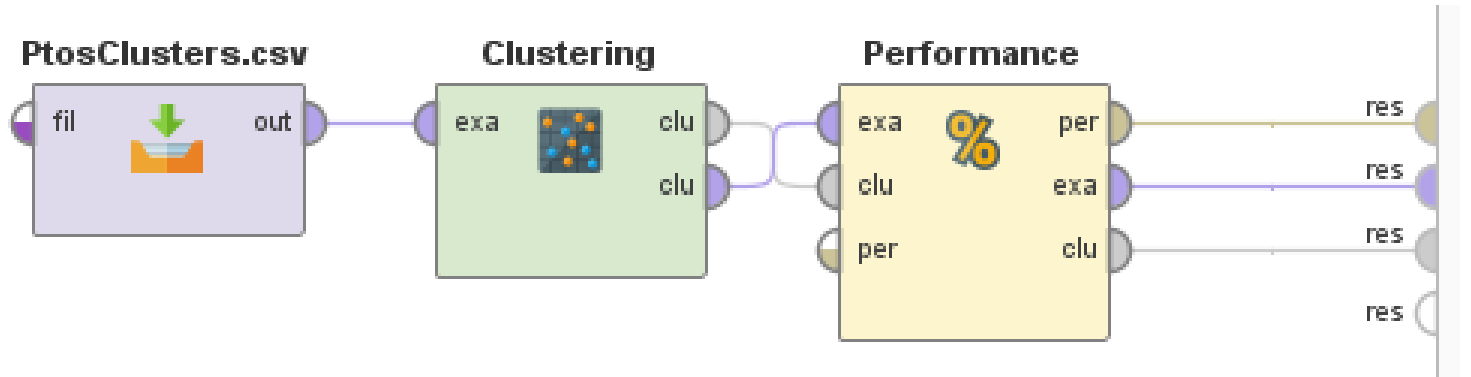 PtosClusters.csv
Clustering
Performance
fil
out
exa
clu
clu
exa
clu
per
per
exa
clu
res
res
res
res